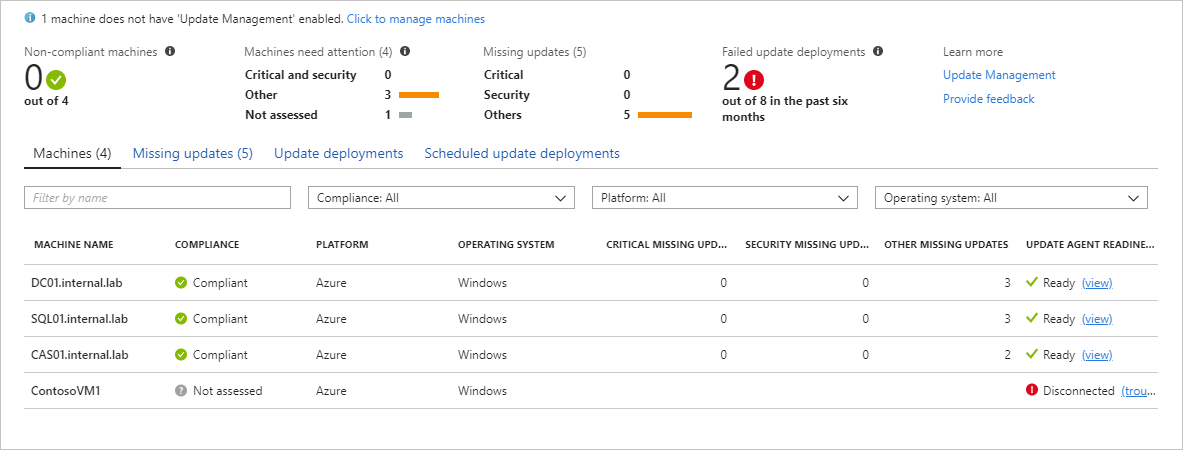 1 machine does not have 'Update Management' enabled. Click to manage machines
Non-compliant machines
0
out of 4
Machines need attention (4)
Critical and security 0
Other 3
Not assessed 1
Missing updates (5)
Critical 0
Security 0
Others 5
Failed update deployments
2
out of 8 in the past six
months
Learn more
Update Management
Provide feedback
Machines (4) Missing updates (5) Update deployments Scheduled update deployments
Filter by name Compliance: All Platform: All Operating system: All
MACHINE NAME COMPLIANCE PLATFORM OPERATING SYSTEM CRITICAL MISSING UPD... SECURITY MISSING UPD... OTHER MISSING UPDATES UPDATE AGENT READINE...
DC01.internal.lab Compliant Azure Windows 0 0 3 Ready (view)
SQL01.internal.lab Compliant Azure Windows 0 0 3 Ready (view)
CAS01.internal.lab Compliant Azure Windows 0 0 2 Ready (view)
ContosoVM1 Not assessed Azure Windows Disconnected (trou...